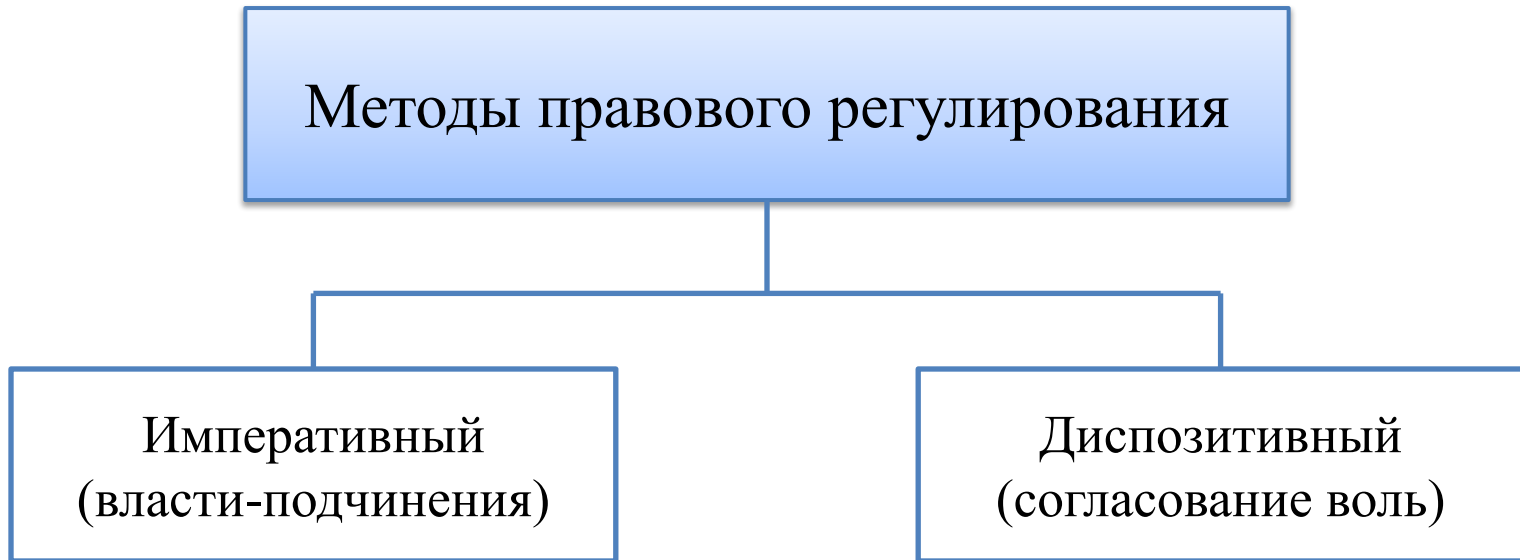 Методы правового регулирования
Императивный
(власти-подчинения)
Диспозитивный
(согласование воль)